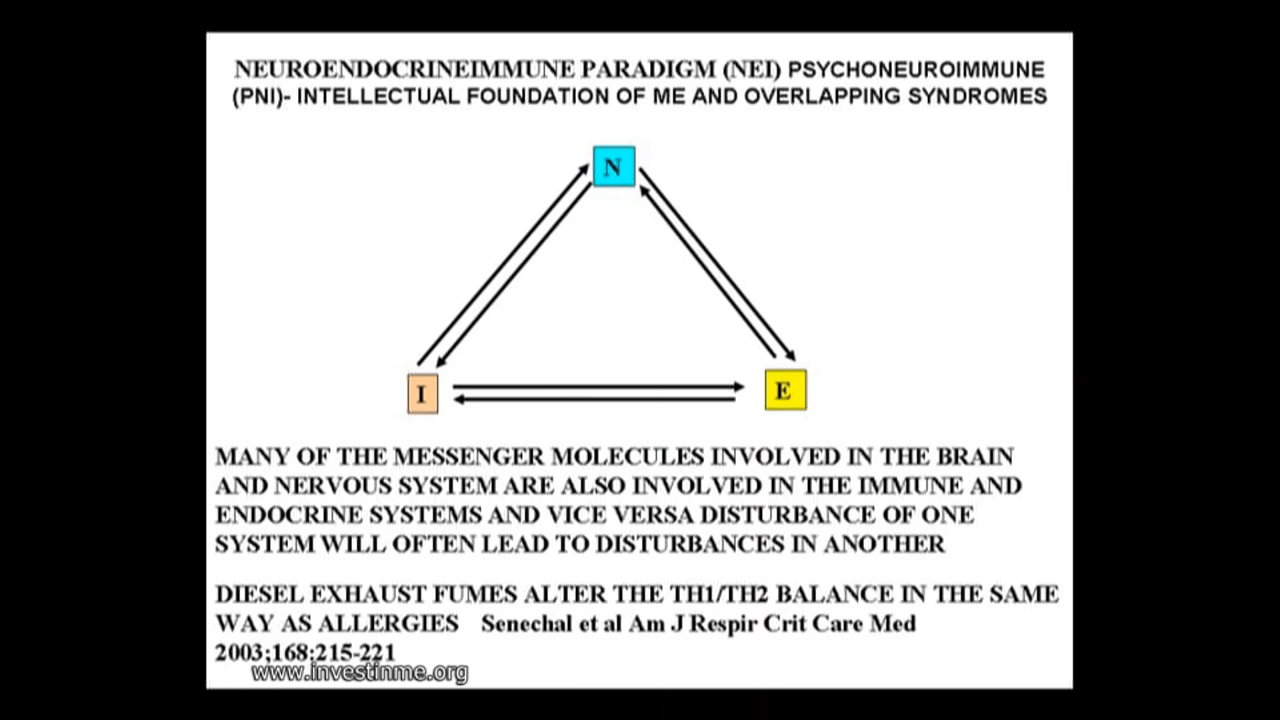 NEUROENDOCRINEIMMUNE PARADIGM (NEI) PSYCHONEUROIMMUNE
(PNI)- INTELLECTUAL FOUNDATION OF ME AND OVERLAPPING SYNDROMES
N
I
E
MANY OF THE MESSENGER MOLECULES INVOLVED IN THE BRAIN
AND NERVOUS SYSTEM ARE ALSO INVOLVED IN THE IMMUNE AND
ENDOCRINE SYSTEMS AND VICE VERSA DISTURBANCE OF ONE
SYSTEM WILL OFTEN LEAD TO DISTURBANCES IN ANOTHER
DIESEL EXHAUST FUMES ALTER THE TH1/TH2 BALANCE IN THE SAME
WAY AS ALLERGIES Senechal et al Am J Respir Crit Care Med
2003;168:215-221
www.investinme.org